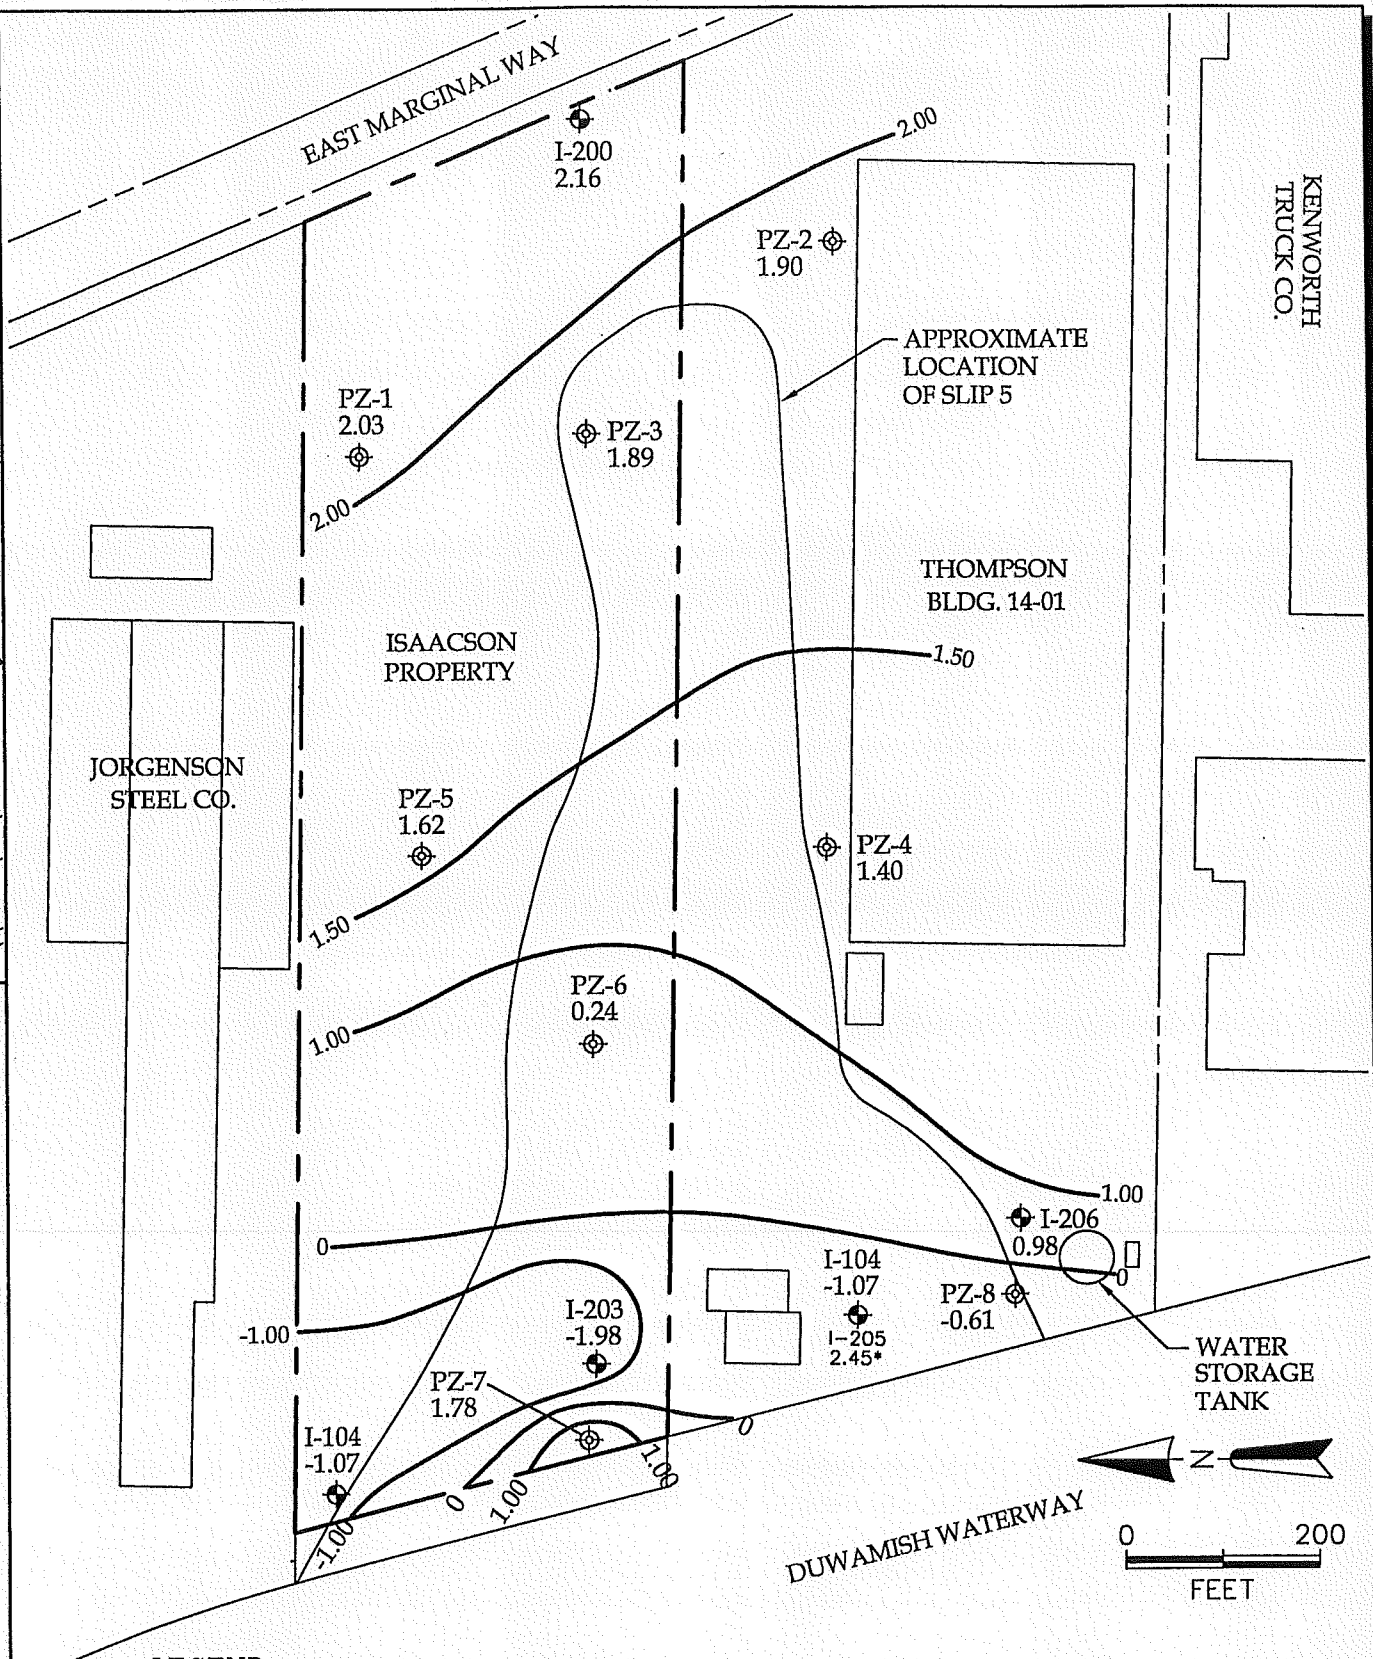 EAST MARGINAL WAY
I-200
2.16
2.00
PZ-2
1.90
KENWORTH
TRUCK CO.
APPROXIMATE
LOCATION
OF SLIP 5
PZ-1
2.03
PZ-3
1.89
2.00
THOMPSON
BLDG. 14-01
ISAACSON
PROPERTY
1.50
JORGENSON
STEEL CO.
PZ-5
1.62
PZ-4
1.40
1.50
PZ-6
0.24
1.00
1.00
I-206
0.98
0
I-104
-1.07
0
PZ-8
-0.61
I-203
-1.98
-1.00
I-205
2.45*
WATER
STORAGE
TANK
PZ-7
1.78
0
I-104
-1.07
1.00
N
0
1.00
-1.00
DUWAMISH WATERWAY
0 200
FEET